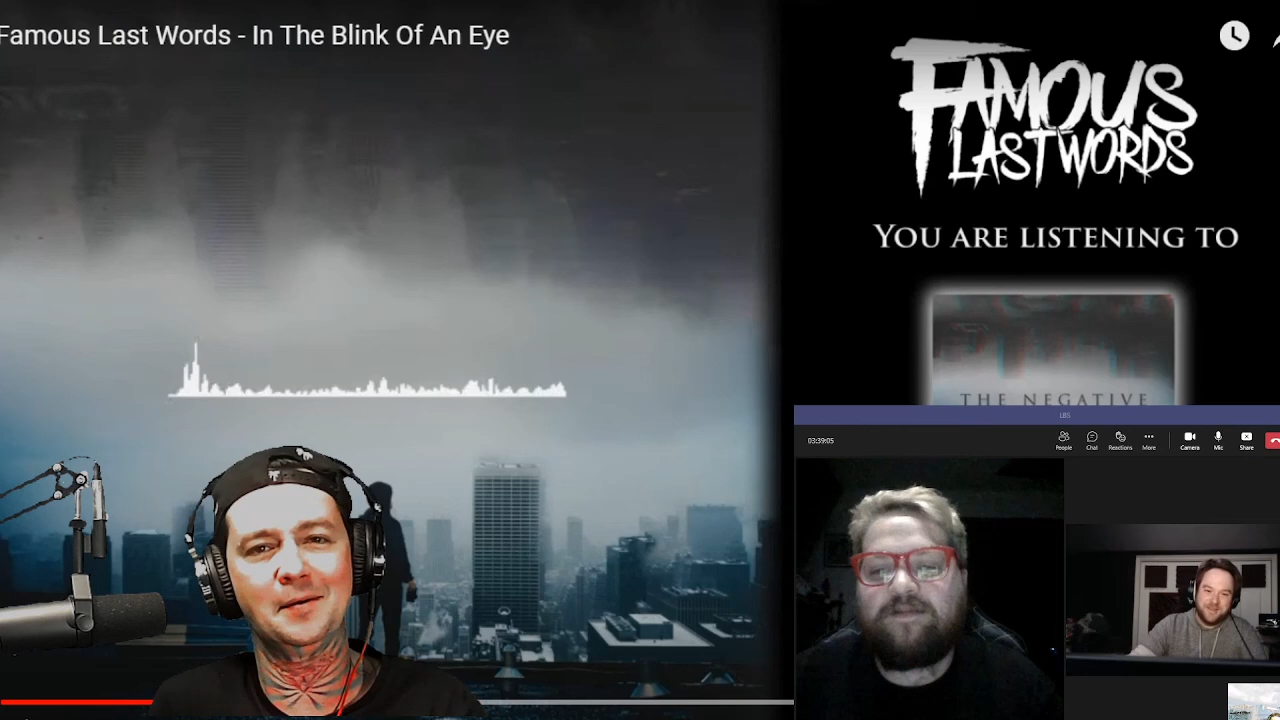 Famous Last Words - In The Blink Of An Eye
FAMOUS
LAST WORDS
YOU ARE LISTENING TO
THE NEGATIVE
LBS
03:39:05
People
Chat
Reactions
More
Camera
Mic
Share